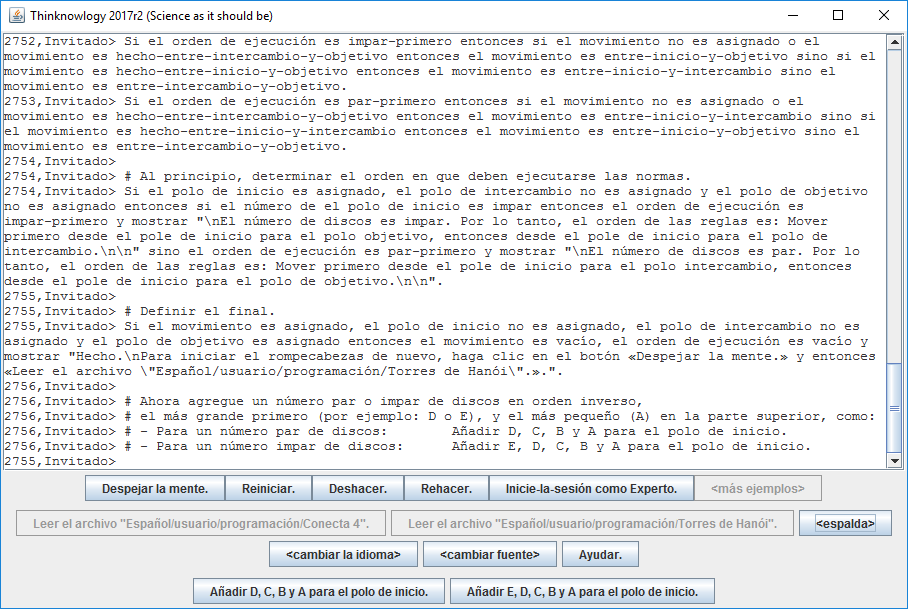 Thinknowlogy 2017r2 (Science as it should be)
2752,Invitado> Si el orden de ejecución es impar-primero entonces si el movimiento no es asignado o el
movimiento es hecho-entre-intercambio-y-objetivo entonces el movimiento es entre-inicio-y-objetivo sino si el
movimiento es hecho-entre-inicio-y-objetivo entonces el movimiento es entre-inicio-y-intercambio sino el
movimiento es entre-intercambio-y-objetivo.
2753,Invitado> Si el orden de ejecución es par-primero entonces si el movimiento no es asignado o el
movimiento es hecho-entre-intercambio-y-objetivo entonces el movimiento es entre-inicio-y-intercambio sino si
el movimiento es hecho-entre-inicio-y-intercambio entonces el movimiento es entre-inicio-y-objetivo sino el
movimiento es entre-intercambio-y-objetivo.
2754,Invitado>
2754,Invitado> # Al principio, determinar el orden en que deben ejecutarse las normas.
2754,Invitado> Si el polo de inicio es asignado, el polo de intercambio no es asignado y el polo de objetivo
no es asignado entonces si el número de el polo de inicio es impar entonces el orden de ejecución es
impar-primero y mostrar "\nEl número de discos es impar. Por lo tanto, el orden de las reglas es: Mover
primero desde el pole de inicio para el polo objetivo, entonces desde el pole de inicio para el polo de
intercambio.\n\n" sino el orden de ejecución es par-primero y mostrar "\nEl número de discos es par. Por lo
tanto, el orden de las reglas es: Mover primero desde el pole de inicio para el polo intercambio, entonces
desde el pole de inicio para el polo de objetivo.\n\n".
2755,Invitado>
2755,Invitado> # Definir el final.
2755,Invitado> Si el movimiento es asignado, el polo de inicio no es asignado, el polo de intercambio no es
asignado y el polo de objetivo es asignado entonces el movimiento es vacío, el orden de ejecución es vacío y
mostrar "Hecho.\nPara iniciar el rompecabezas de nuevo, haga clic en el botón «Despejar la mente.» y entonces
«Leer el archivo \"Español/usuario/programación/Torres de Hanói\".».".
2756,Invitado>
2756,Invitado> # Ahora agregue un número par o impar de discos en orden inverso,
2756,Invitado> # el más grande primero (por ejemplo: D o E), y el más pequeño (A) en la parte superior, como:
2756,Invitado> # - Para un número par de discos: Añadir D, C, B y A para el polo de inicio.
2756,Invitado> # - Para un número impar de discos: Añadir E, D, C, B y A para el polo de inicio.
2755,Invitado>
Despejar la mente. Reiniciar. Deshacer. Rehacer. Inicie-la-sesión como Experto. <más ejemplos>
Leer el archivo "Español/usuario/programación/Conecta 4". Leer el archivo "Español/usuario/programación/Torres de Hanói". <espalda>
<cambiar la idioma> <cambiar fuente> Ayudar.
Añadir D, C, B y A para el polo de inicio. Añadir E, D, C, B y A para el polo de inicio.